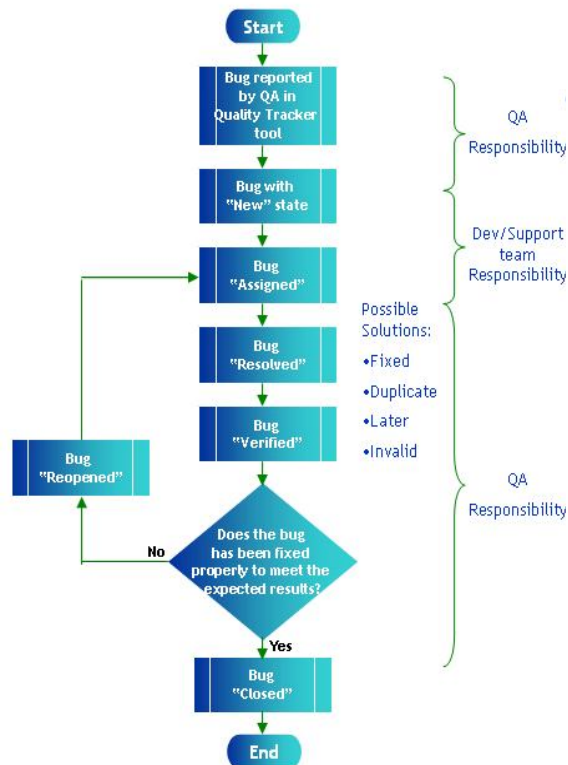 Start
Bug reported
by QA in
Quality Tracker
tool
QA
Responsibility
Bug with
"New" state
Dev/Support
team
Responsibility
Bug
"Assigned"
Possible
Solutions:
•Fixed
•Duplicate
•Later
•Invalid
Bug
"Resolved"
Bug
"Verified"
Bug
"Reopened"
QA
Responsibility
Does the bug
has been fixed
property to meet the
expected results?
No
Yes
Bug
"Closed"
End